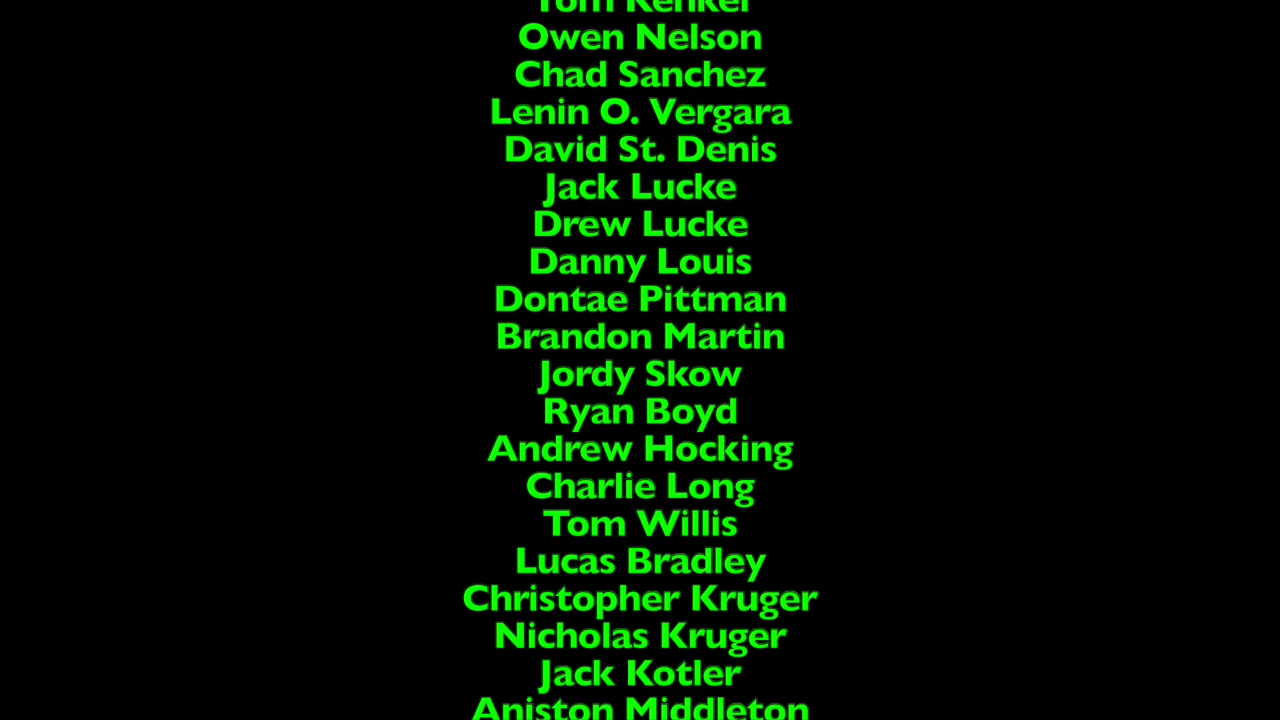 Tom Kenkel
Owen Nelson
Chad Sanchez
Lenin O. Vergara
David St. Denis
Jack Lucke
Drew Lucke
Danny Louis
Dontae Pittman
Brandon Martin
Jordy Skow
Ryan Boyd
Andrew Hocking
Charlie Long
Tom Willis
Lucas Bradley
Christopher Kruger
Nicholas Kruger
Jack Kotler
Aniston Middleton